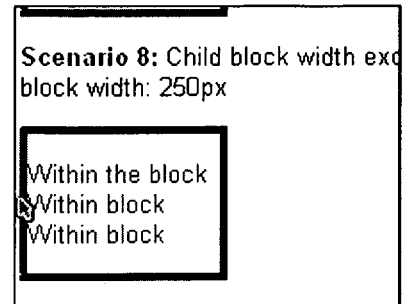 Scenario 8: Child block width exc
block width: 250px
Within the block
Within block
Within block